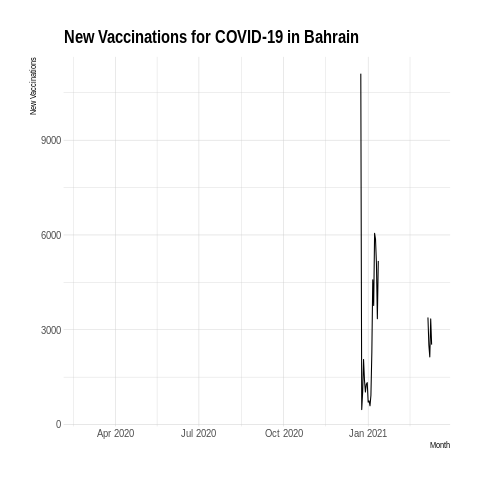 New Vaccinations for COVID-19 in Bahrain
New Vaccinations
9000
6000
3000
0
Apr 2020 Jul 2020 Oct 2020 Jan 2021
Month